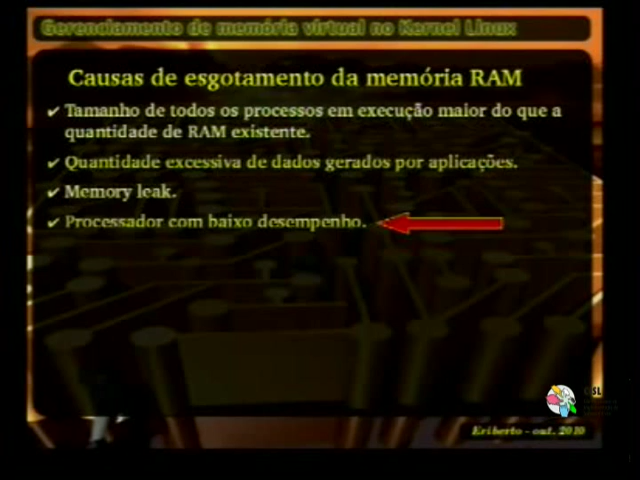 Gerenciamento de memória virtual no Kernel Linux
Causas de esgotamento da memória RAM
✔ Tamanho de todos os processos em execução maior do que a
quantidade de RAM existente.
✔ Quantidade excessiva de dados gerados por aplicações.
✔ Memory leak.
✔ Processador com baixo desempenho.
Eriberto - out. 2010